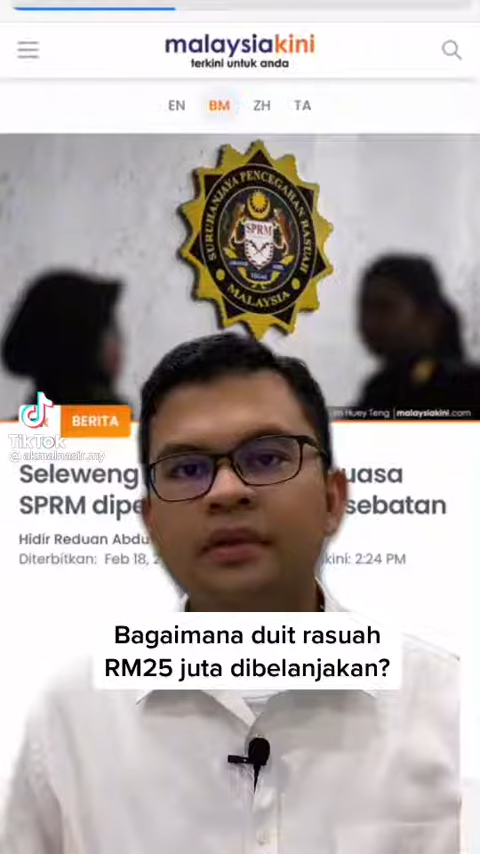 malaysiakini
terkini untuk anda
EN BM ZH TA
SURUHANJAYA PENCEGAHAN RASUAH
SPRM
MALAYSIA
Huey Teng | malaysiakini.com
BERITA
TikTok
@akmalnasir.my
Seleweng uasa
SPRM dipe sebatan
Hidir Reduan Abdu
Diterbitkan: Feb 18, 2 kini: 2:24 PM
Bagaimana duit rasuah
RM25 juta dibelanjakan?